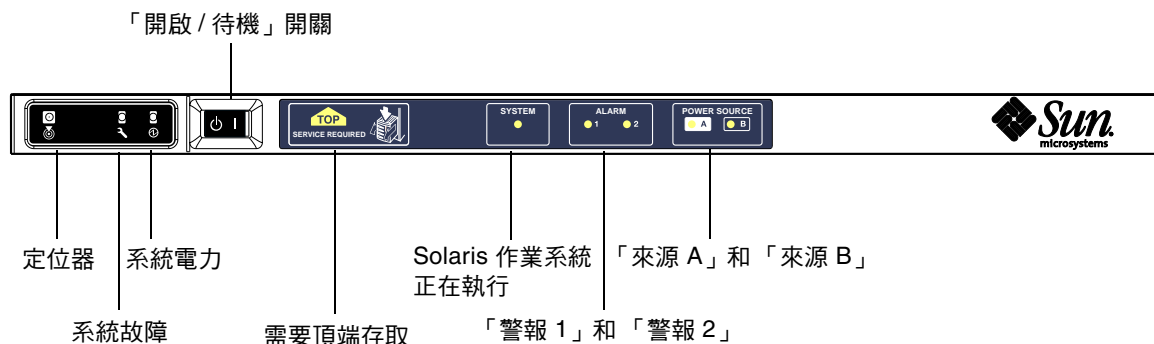 「開啟 / 待機」開關
TOP
SERVICE REQUIRED
SYSTEM
ALARM
1 2
POWER SOURCE
A B
Sun.
microsystems
定位器
系統電力
Solaris 作業系統
正在執行
「來源 A」和「來源 B」
系統故障
需要頂端存取
「警報 1」和「警報 2」